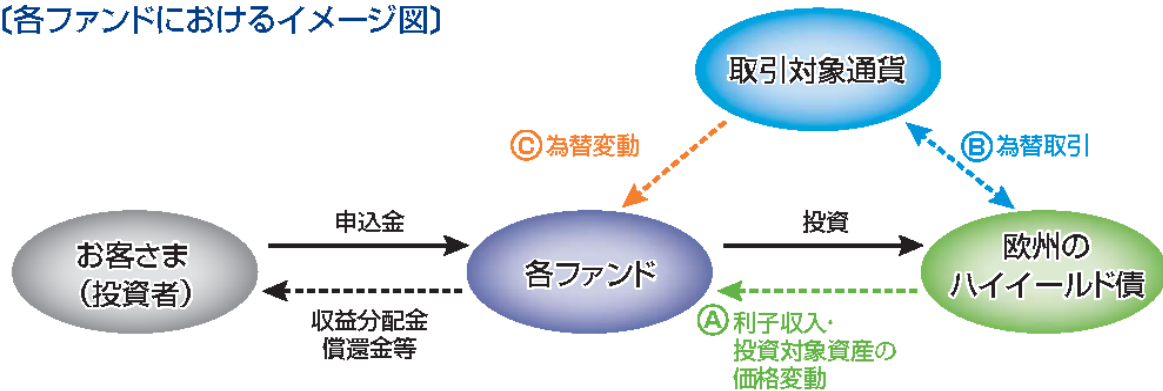 〔各ファンドにおけるイメージ図〕
取引対象通貨
Ⓒ為替変動
Ⓑ為替取引
申込金
投資
お客さま
（投資者）
各ファンド
欧州の
ハイイールド債
収益分配金
償還金等
Ⓐ利子収入・
投資対象資産の
価格変動